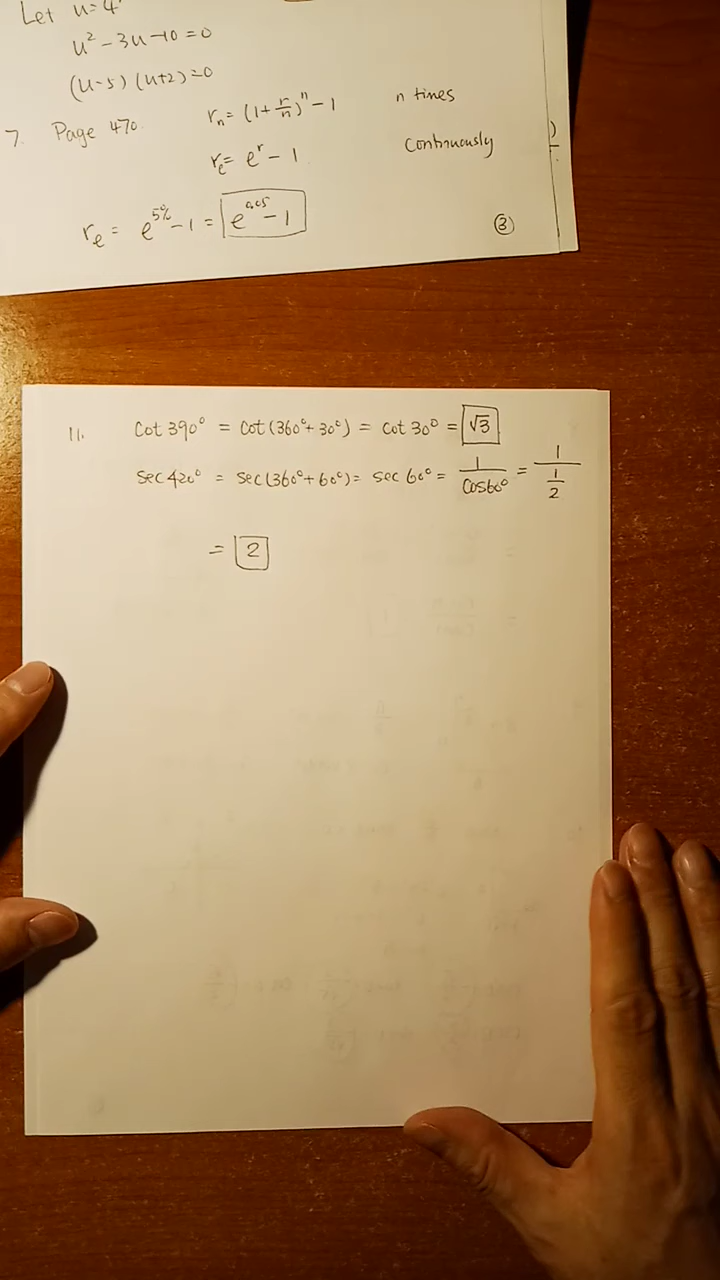 Let u=4
u² - 3u - 10 = 0
(u-5) (u+2) = 0
7. Page 470. rₙ = (1 + r/n)ⁿ - 1 n times
rₑ = eʳ - 1 Continuously
rₑ = e^5% - 1 = e^0.05 - 1
③
11. Cot 390° = Cot (360° + 30°) = cot 30° = √3
Sec 420° = Sec (360° + 60°) = sec 60° = 1/Cos60° = 1/(1/2)
= 2